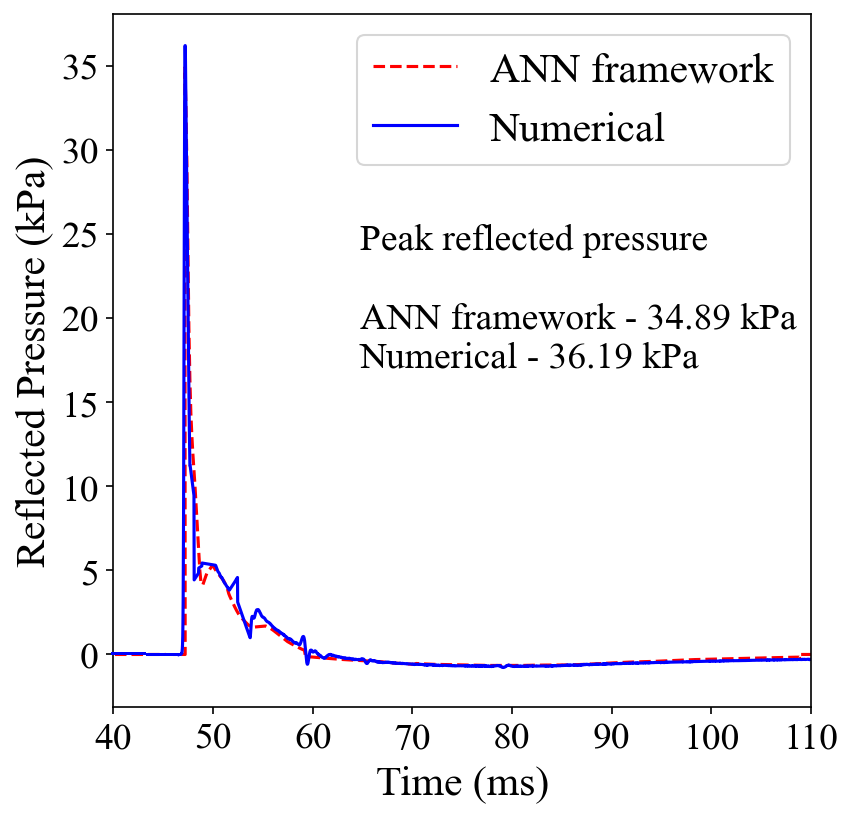 ANN framework
Numerical
Peak reflected pressure
ANN framework - 34.89 kPa
Numerical - 36.19 kPa
Reflected Pressure (kPa)
35
30
25
20
15
10
5
0
40 50 60 70 80 90 100 110
Time (ms)